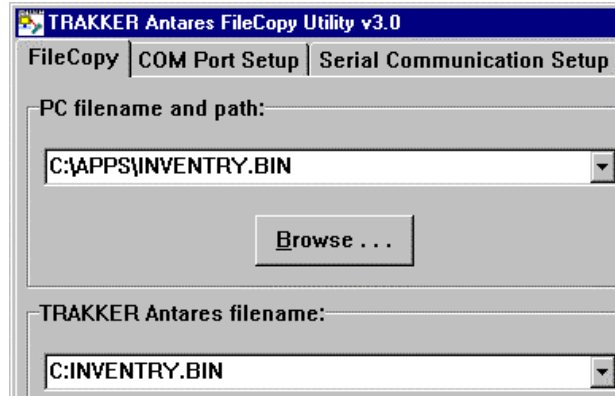 TRAKKER Antares FileCopy Utility v3.0
FileCopy COM Port Setup Serial Communication Setup
PC filename and path:
C:\APPS\INVENTRY.BIN
Browse . . .
TRAKKER Antares filename:
C:INVENTRY.BIN